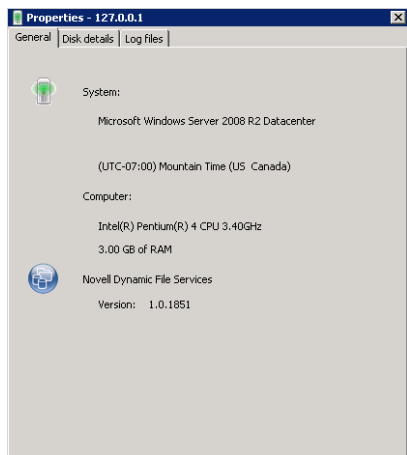 Properties - 127.0.0.1
General Disk details Log files
System:
Microsoft Windows Server 2008 R2 Datacenter
(UTC-07:00) Mountain Time (US  Canada)
Computer:
Intel(R) Pentium(R) 4 CPU 3.40GHz
3.00 GB of RAM
Novell Dynamic File Services
Version: 1.0.1851